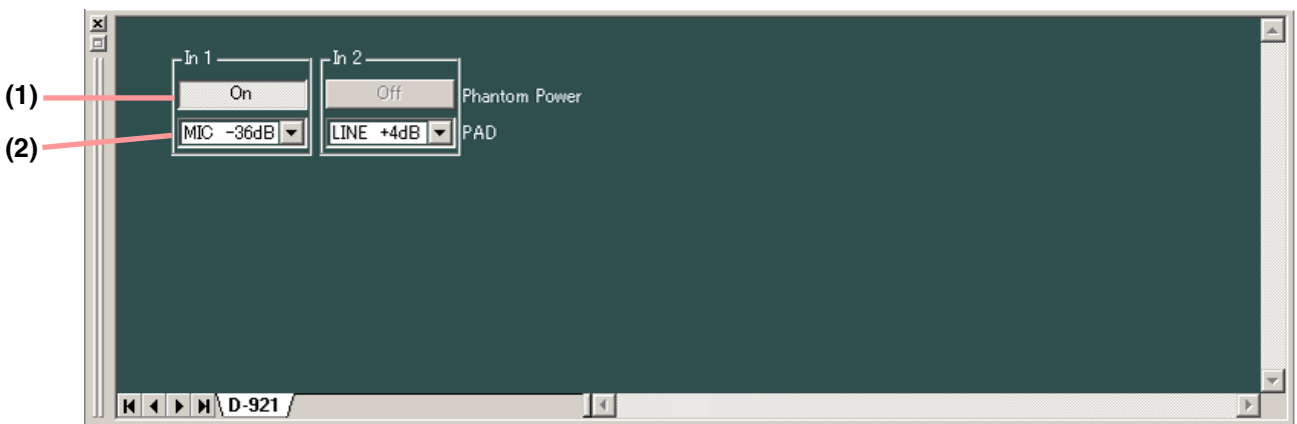 In 1 In 2
(1) On Off Phantom Power
(2) MIC -36dB LINE +4dB PAD
D-921